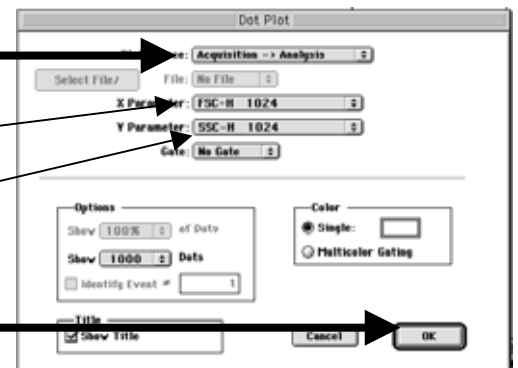 Dot Plot
Acquisition -> Analysis
Select File/ File: No File
X Parameter: FSC-H 1024
Y Parameter: SSC-H 1024
Gate: No Gate
Options
Show 100% of Data
Show 1000 Dots
Identify Event # 1
Color
Single:
Multicolor Gating
Title
Show Title
Cancel OK